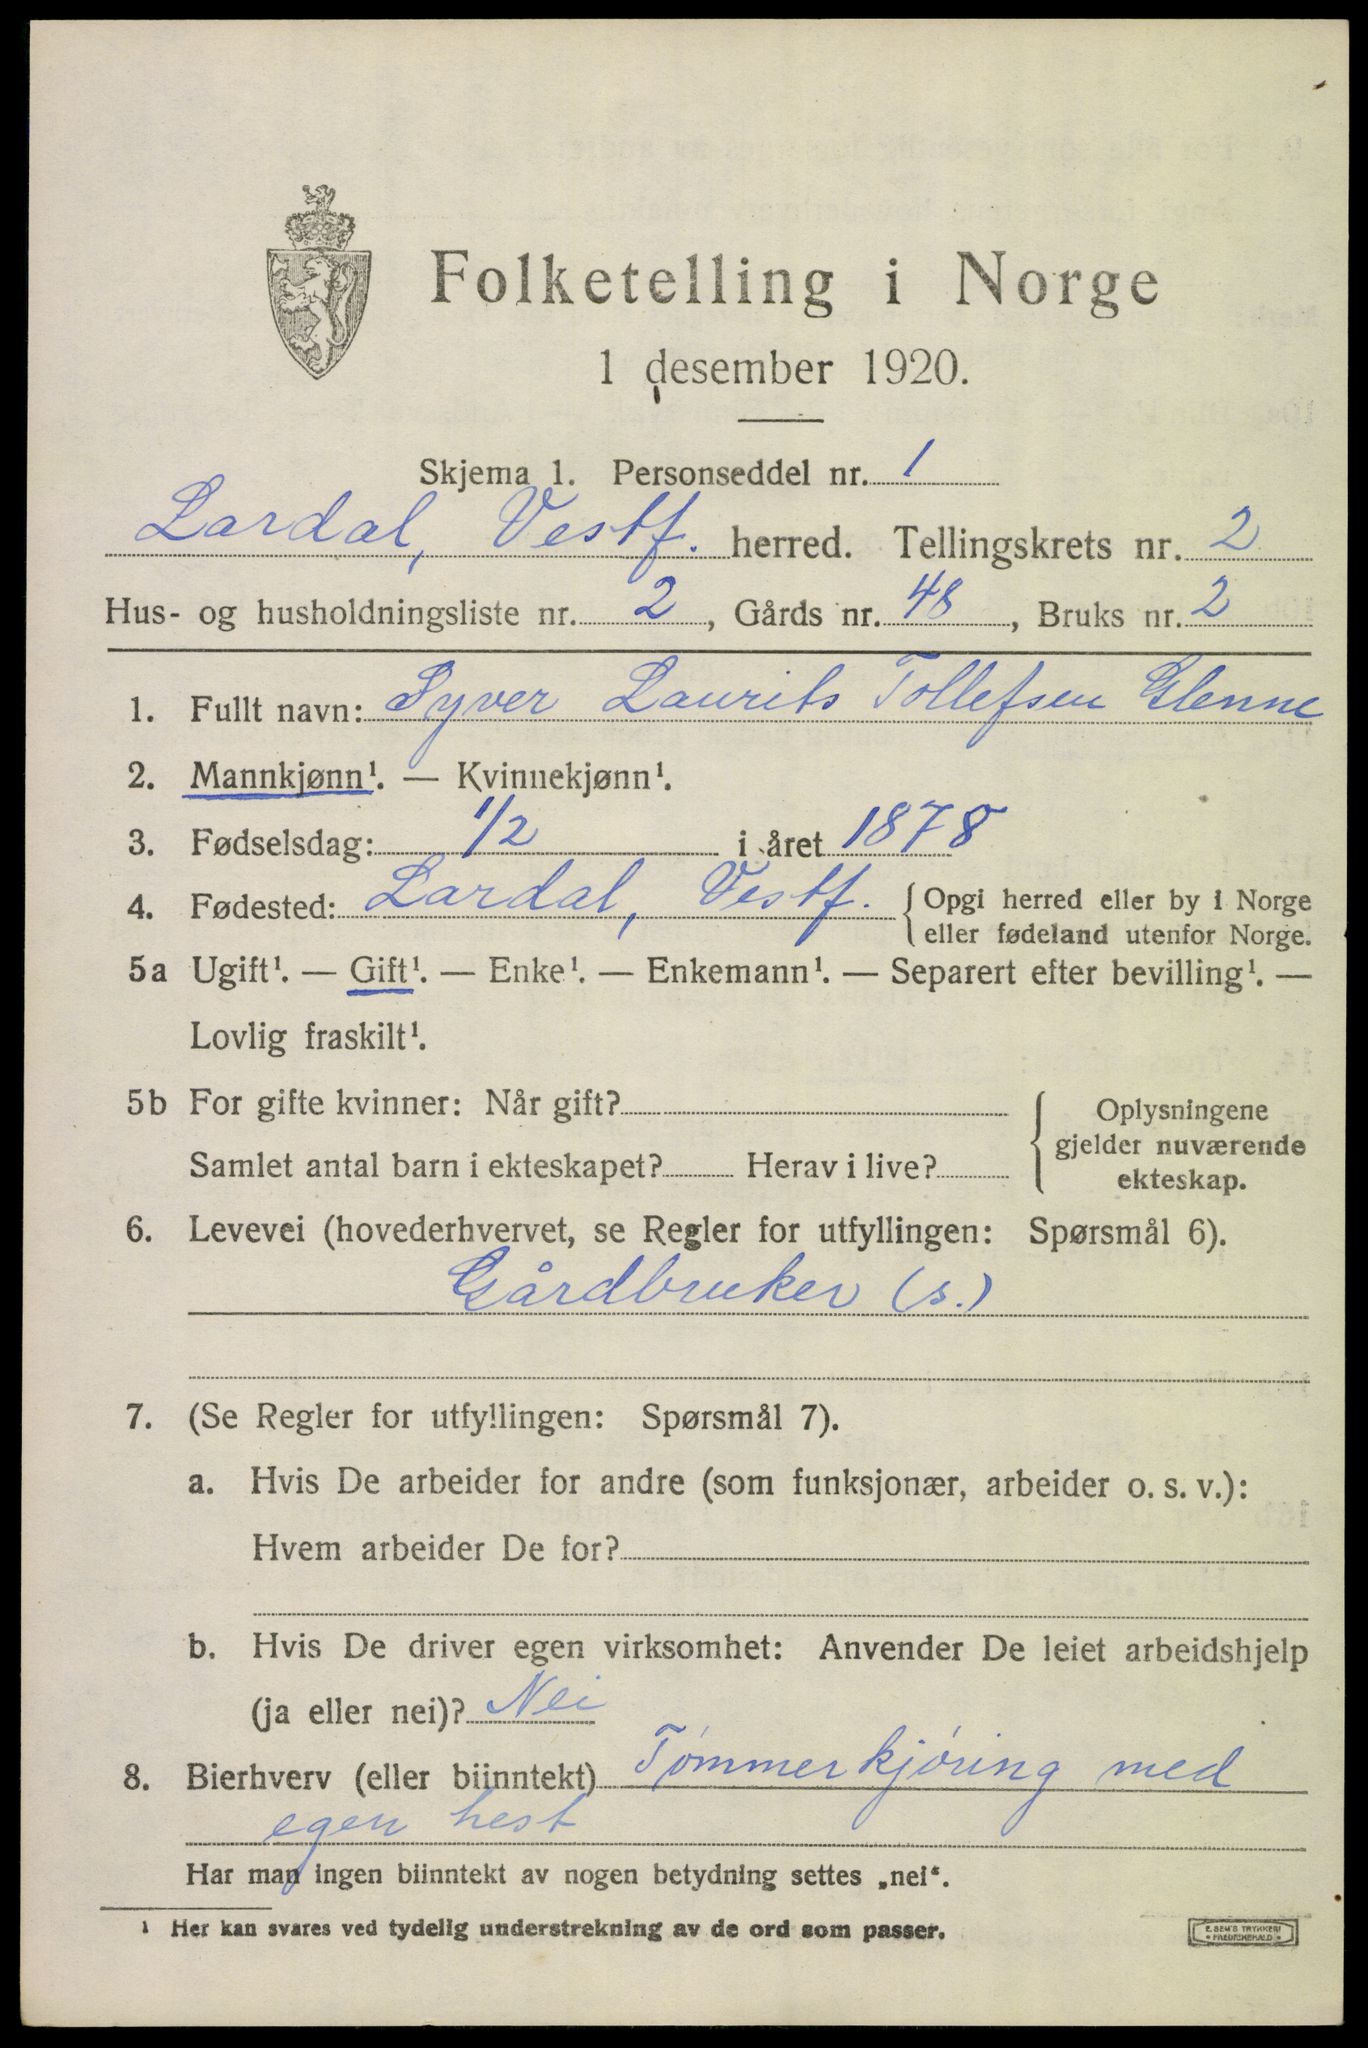 Folketelling i Norge
1 desember 1920.
Skjema 1. Personseddel nr. 1
Lardal, Vestf. herred. Tellingskrets nr. 2
Hus- og husholdningsliste nr. 2, Gårds nr. 48, Bruks nr. 2
1. Fullt navn: Syver Laurits Tollefsen Glenne
2. Mannkjønn¹. — Kvinnekjønn¹.
3. Fødselsdag: 1/2 i året 1878
4. Fødested: Lardal, Vestf. { Opgi herred eller by i Norge
eller fødeland utenfor Norge.
5a Ugift¹. — Gift¹. — Enke¹. — Enkemann¹. — Separert efter bevilling¹. —
Lovlig fraskilt¹.
5b For gifte kvinner: Når gift?
Samlet antal barn i ekteskapet? Herav i live?
{ Oplysningene
gjelder nuværende
ekteskap.
6. Levevei (hovederhvervet, se Regler for utfyllingen: Spørsmål 6).
Gårdbruker (s.)
7. (Se Regler for utfyllingen: Spørsmål 7).
a. Hvis De arbeider for andre (som funksjonær, arbeider o. s. v.):
Hvem arbeider De for?
b. Hvis De driver egen virksomhet: Anvender De leiet arbeidshjelp
(ja eller nei)? Nei
8. Bierhverv (eller biinntekt) Tømmerkjøring med
egen hest
Har man ingen biinntekt av nogen betydning settes „nei“.
¹ Her kan svares ved tydelig understrekning av de ord som passer.
E. SEM'S TRYKKERI
FREDRIKSHALD